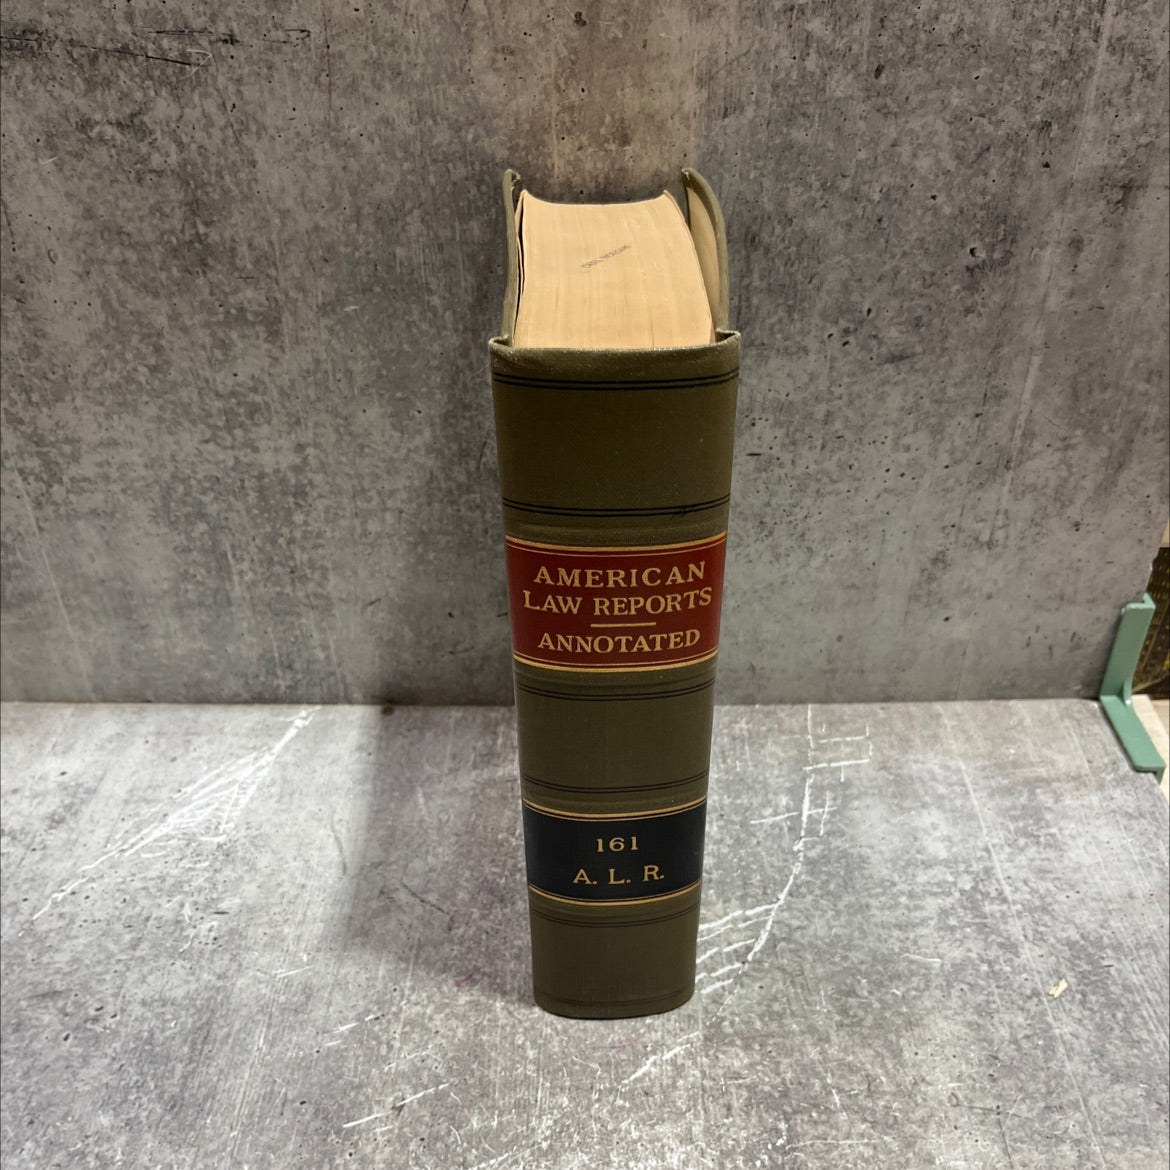 AMERICAN
LAW REPORTS
ANNOTATED
161
A. L. R.